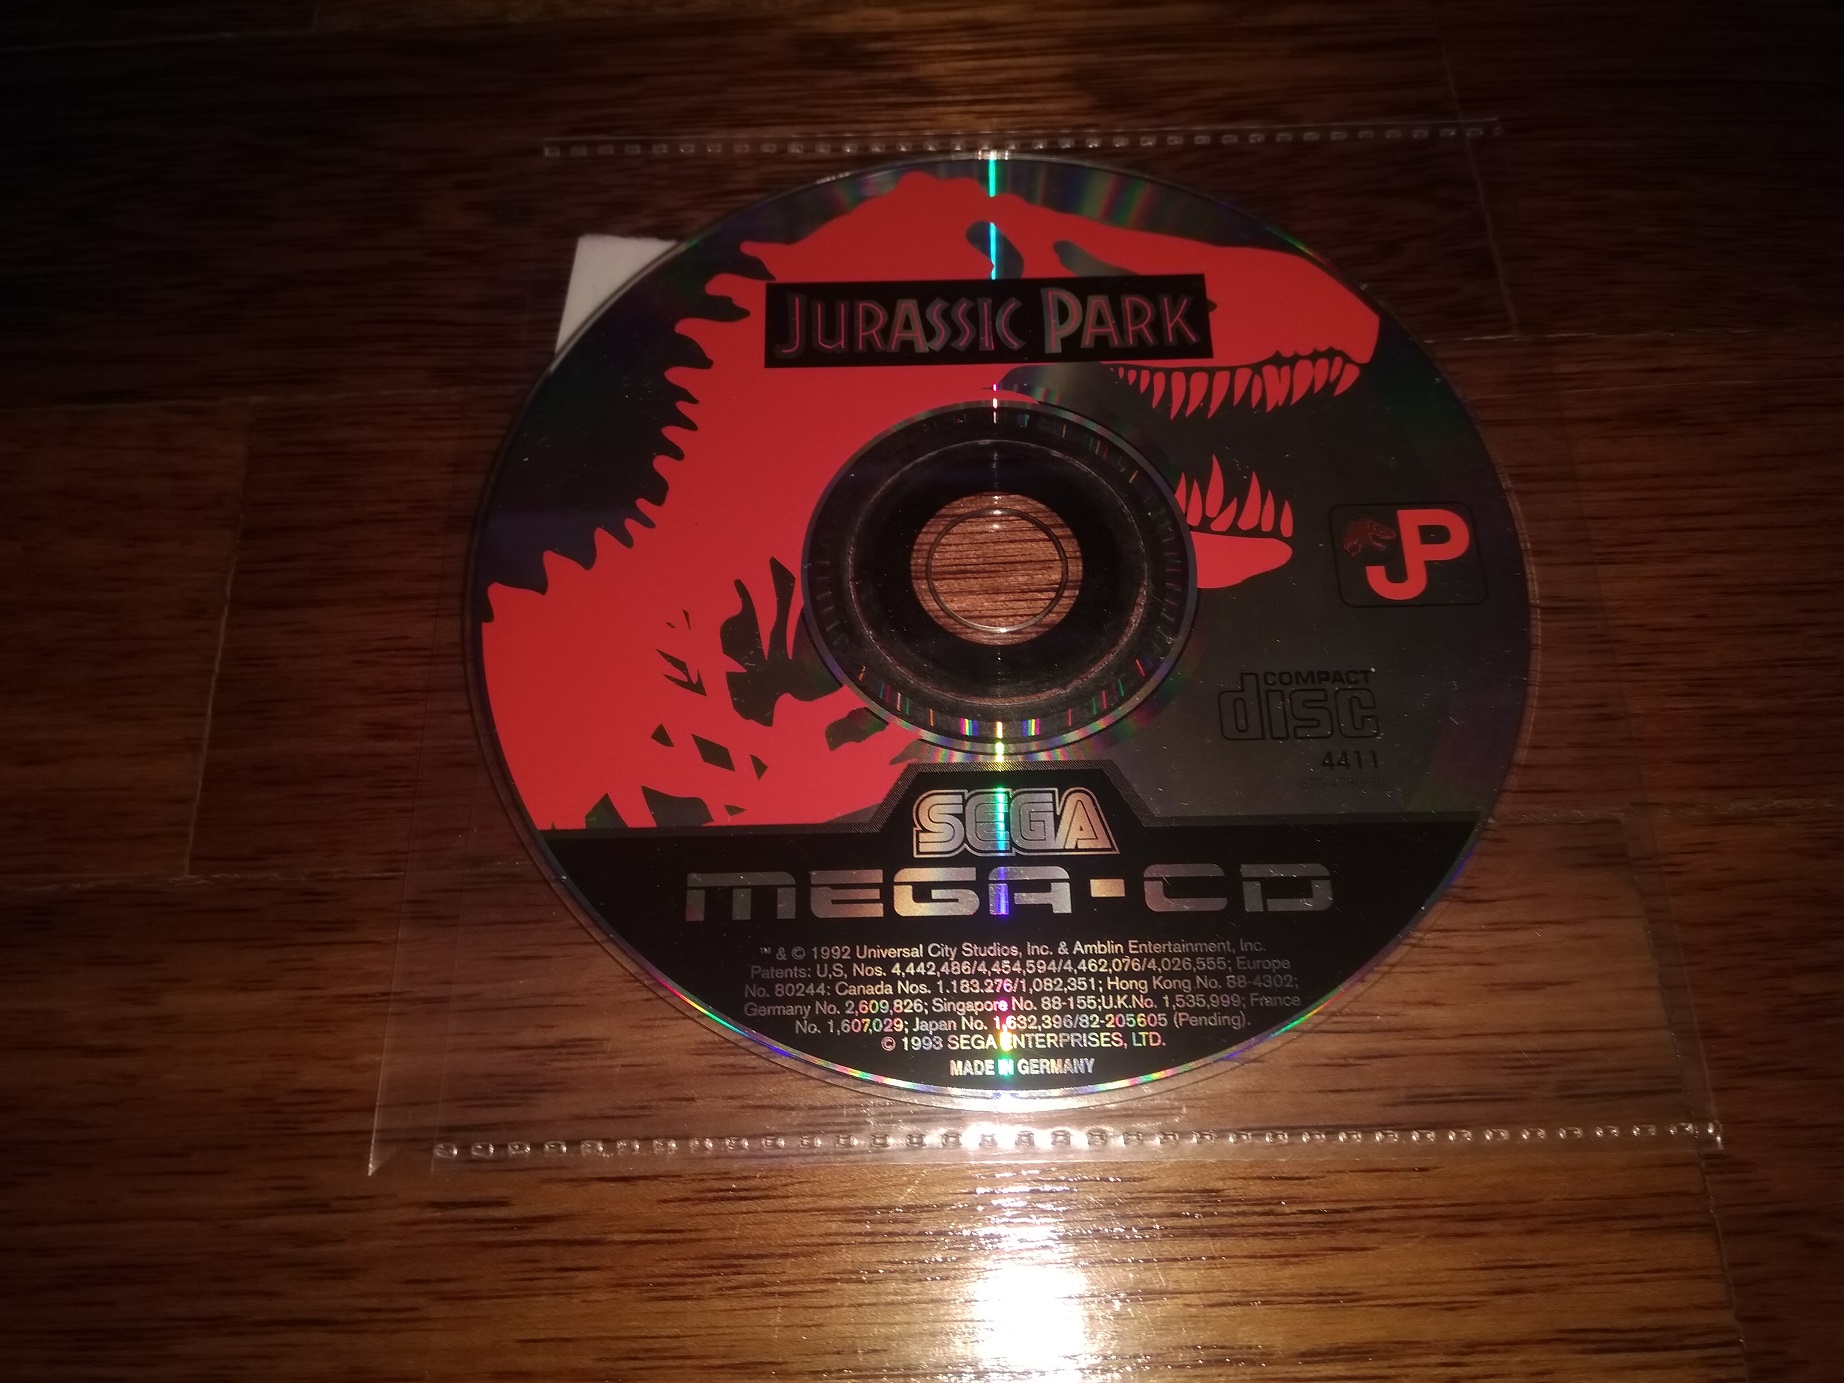 JURASSIC PARK
JP
COMPACT
disc
4411
SEGA
MEGA-CD
™ & © 1992 Universal City Studios, Inc. & Amblin Entertainment, Inc.
Patents: U,S, Nos. 4,442,486/4,454,594/4,462,076/4,026,555; Europe
No. 80244; Canada Nos. 1.183.276/1,082,351; Hong Kong No. 88-4302;
Germany No. 2,609,826; Singapore No. 88-155;U.K.No. 1,535,999; France
No. 1,607,029; Japan No. 1,632,396/82-205605 (Pending).
© 1993 SEGA ENTERPRISES, LTD.
MADE IN GERMANY